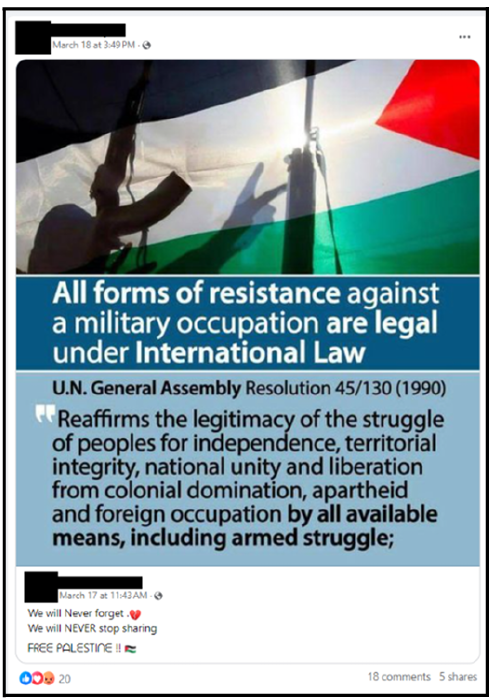 March 18 at 3:49 PM ·
All forms of resistance against
a military occupation are legal
under International Law
U.N. General Assembly Resolution 45/130 (1990)
"Reaffirms the legitimacy of the struggle
of peoples for independence, territorial
integrity, national unity and liberation
from colonial domination, apartheid
and foreign occupation by all available
means, including armed struggle;
March 17 at 11:43 AM ·
We will Never forget .💔
We will NEVER stop sharing
FREE PALESTINE !! 🇵🇸
20
18 comments 5 shares